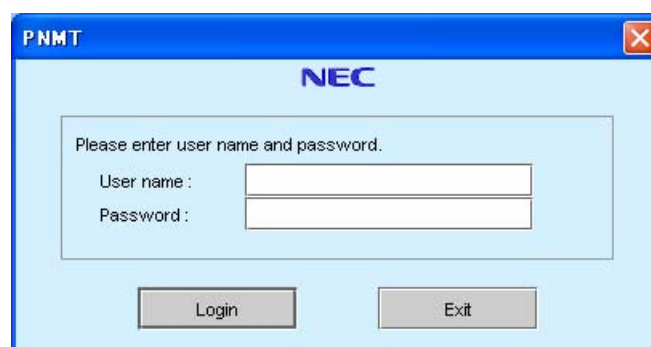 PNMT
NEC
Please enter user name and password.
User name :
Password :
Login Exit